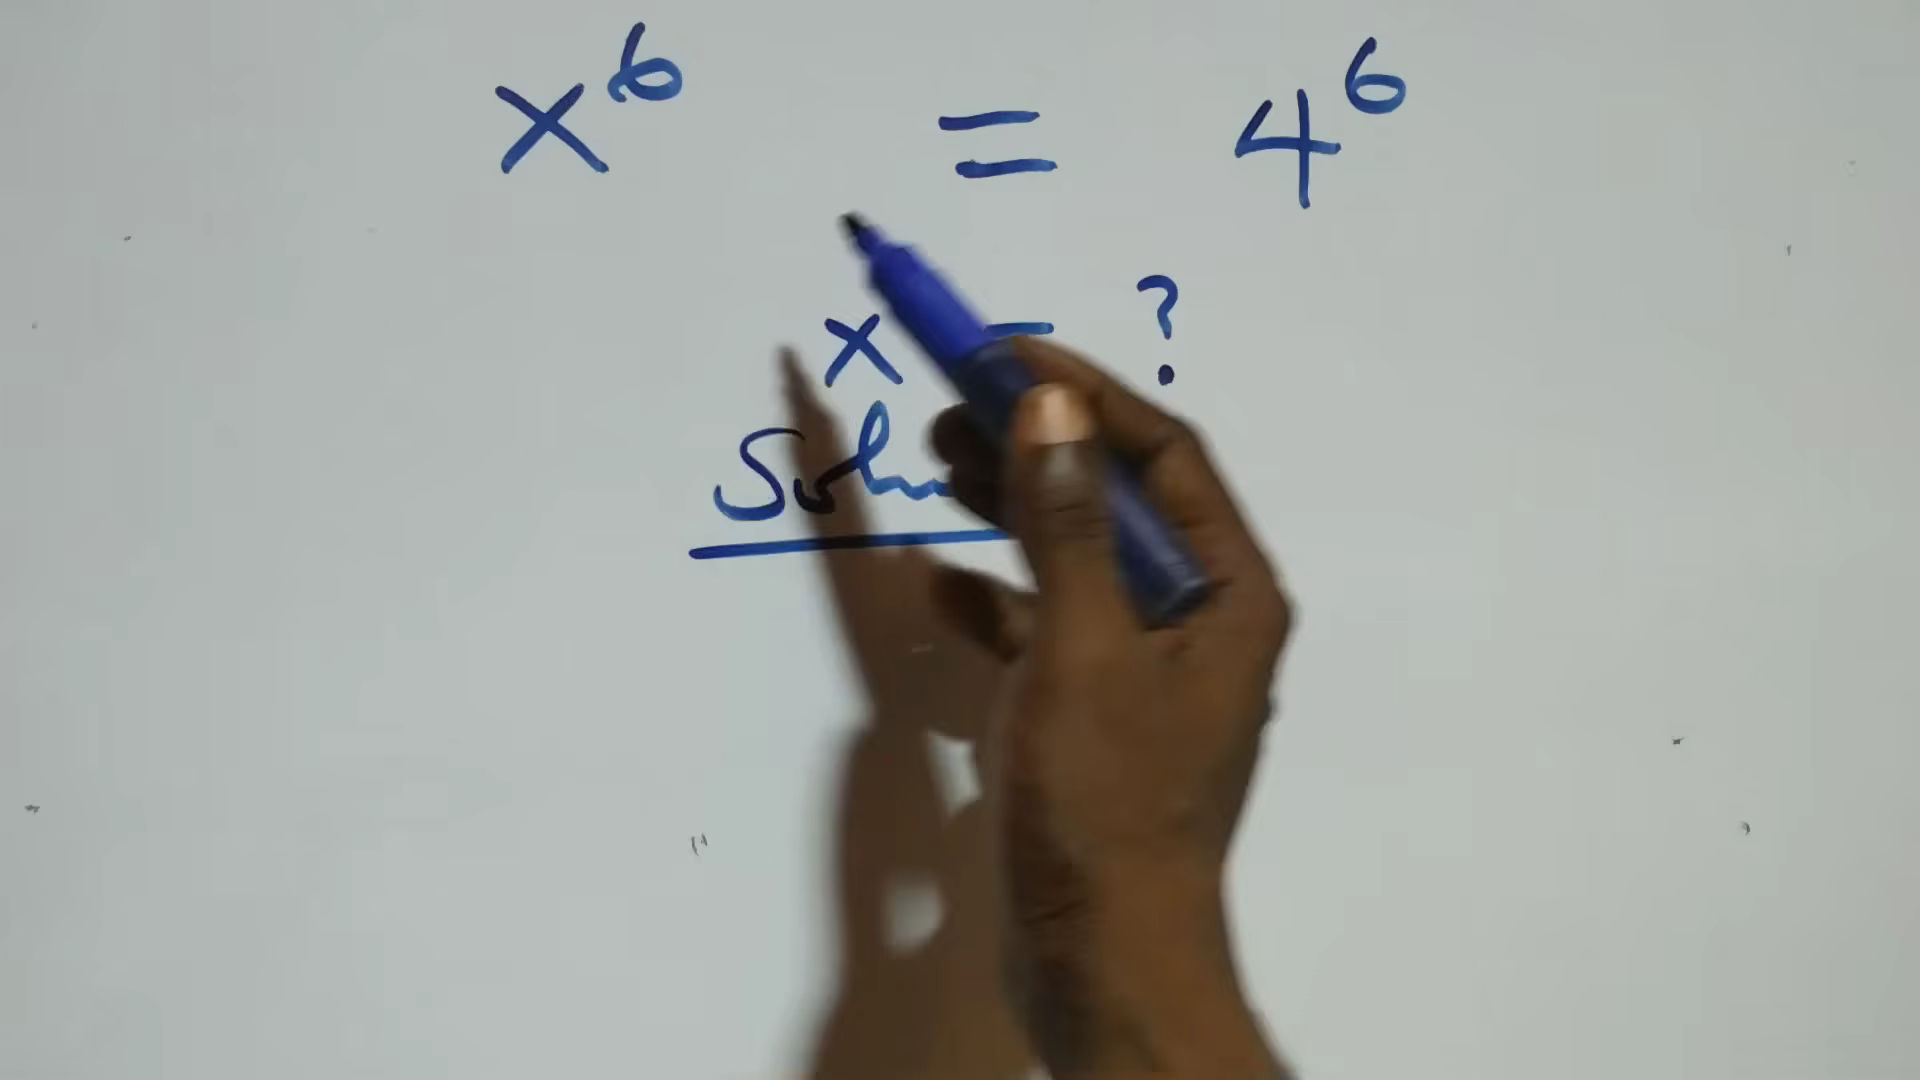 x⁶ = 4⁶
x = ?